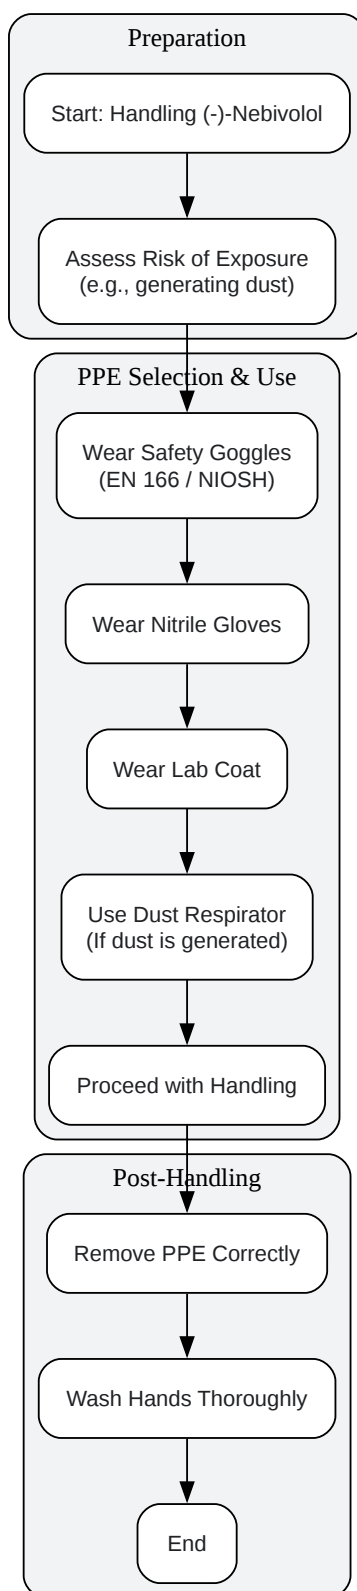 Preparation
Start: Handling (-)-Nebivolol
Assess Risk of Exposure
(e.g., generating dust)
PPE Selection & Use
Wear Safety Goggles
(EN 166 / NIOSH)
Wear Nitrile Gloves
Wear Lab Coat
Use Dust Respirator
(If dust is generated)
Proceed with Handling
Post-Handling
Remove PPE Correctly
Wash Hands Thoroughly
End